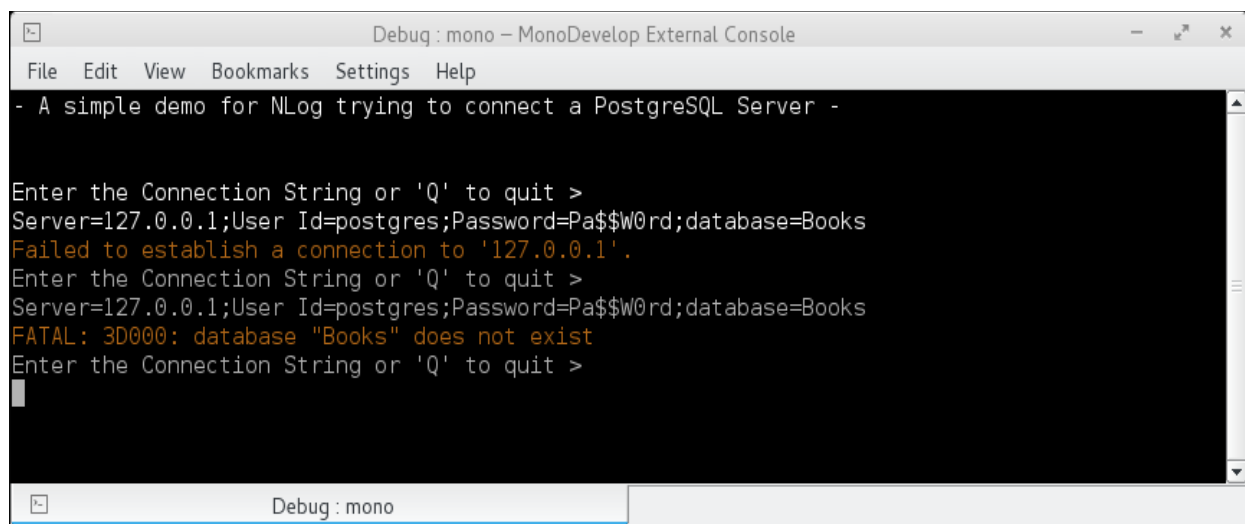 Debug : mono – MonoDevelop External Console
File Edit View Bookmarks Settings Help
- A simple demo for NLog trying to connect a PostgreSQL Server -
Enter the Connection String or 'Q' to quit >
Server=127.0.0.1;User Id=postgres;Password=Pa$$W0rd;database=Books
Failed to establish a connection to '127.0.0.1'.
Enter the Connection String or 'Q' to quit >
Server=127.0.0.1;User Id=postgres;Password=Pa$$W0rd;database=Books
FATAL: 3D000: database "Books" does not exist
Enter the Connection String or 'Q' to quit >
Debug : mono